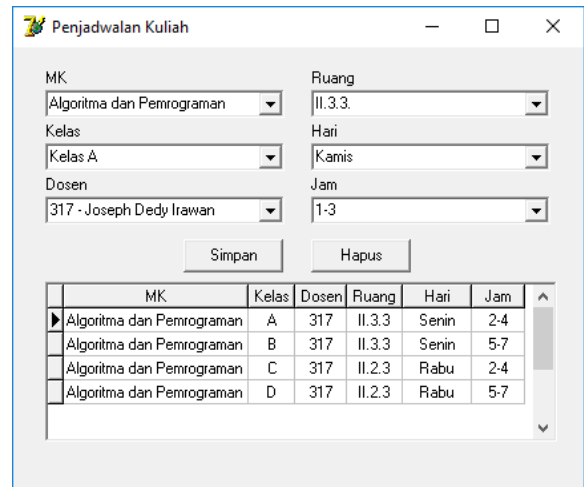 Penjadwalan Kuliah
MK Ruang
Algoritma dan Pemrograman II.3.3.
Kelas Hari
Kelas A Kamis
Dosen Jam
317 - Joseph Dedy Irawan 1-3
Simpan Hapus
MK Kelas Dosen Ruang Hari Jam
Algoritma dan Pemrograman A 317 II.3.3 Senin 2-4
Algoritma dan Pemrograman B 317 II.3.3 Senin 5-7
Algoritma dan Pemrograman C 317 II.2.3 Rabu 2-4
Algoritma dan Pemrograman D 317 II.2.3 Rabu 5-7